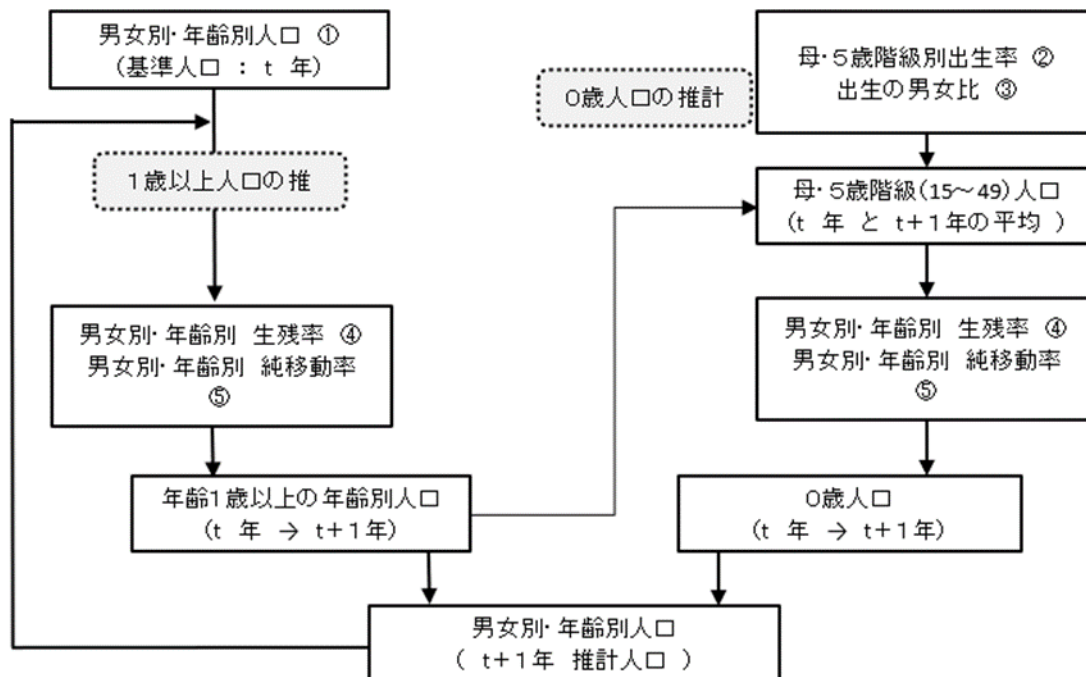 男女別・年齢別人口 ①
(基準人口 : t 年)
1歳以上人口の推
男女別・年齢別 生残率 ④
男女別・年齢別 純移動率
⑤
年齢1歳以上の年齢別人口
(t 年 → t+1年)
0歳人口の推計
母・5歳階級別出生率 ②
出生の男女比 ③
母・5歳階級(15～49)人口
(t 年 と t+1年の平均 )
男女別・年齢別 生残率 ④
男女別・年齢別 純移動率
⑤
0歳人口
(t 年 → t+1年)
男女別・年齢別人口
( t+1年 推計人口 )